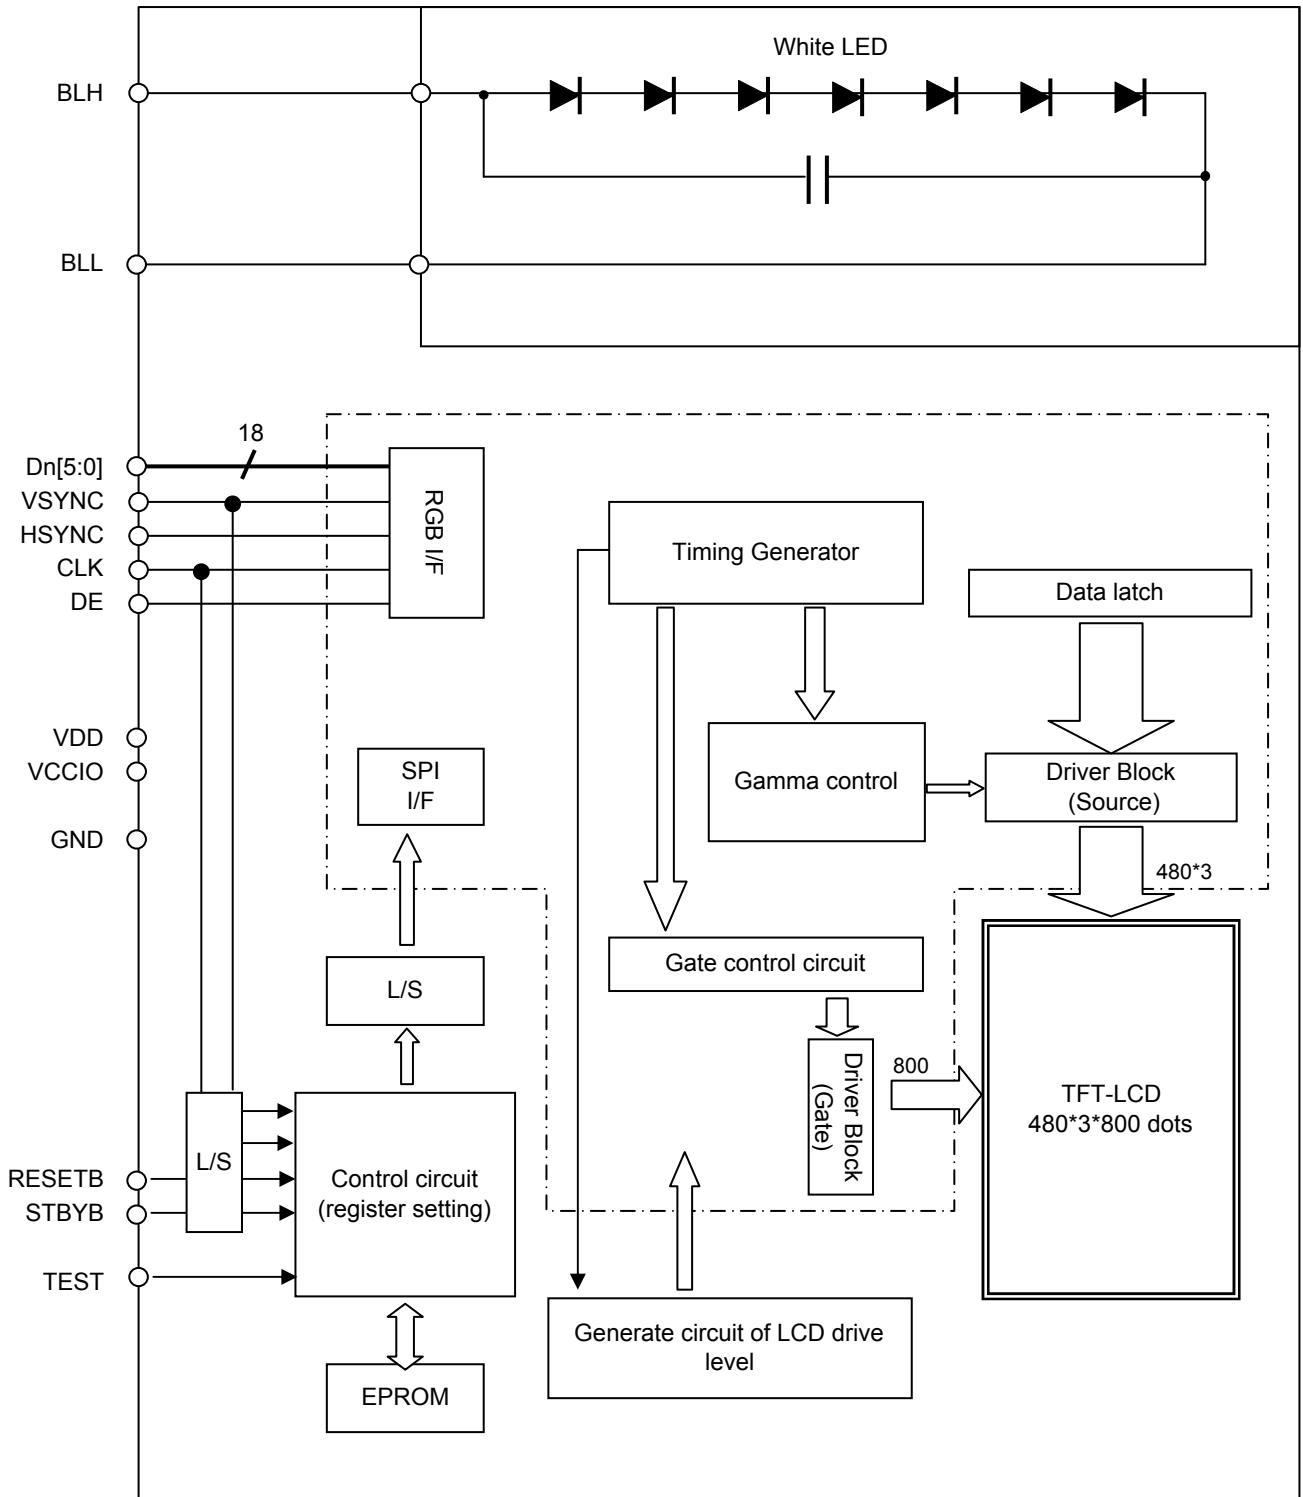 White LED
BLH
BLL
18
Dn[5:0]
VSYNC
HSYNC
CLK
DE
RGB I/F
Timing Generator
Data latch
VDD
VCCIO
GND
SPI
I/F
Gamma control
Driver Block
(Source)
480*3
Gate control circuit
L/S
Driver Block
(Gate)
800
TFT-LCD
480*3*800 dots
L/S
RESETB
STBYB
TEST
Control circuit
(register setting)
Generate circuit of LCD drive
level
EPROM